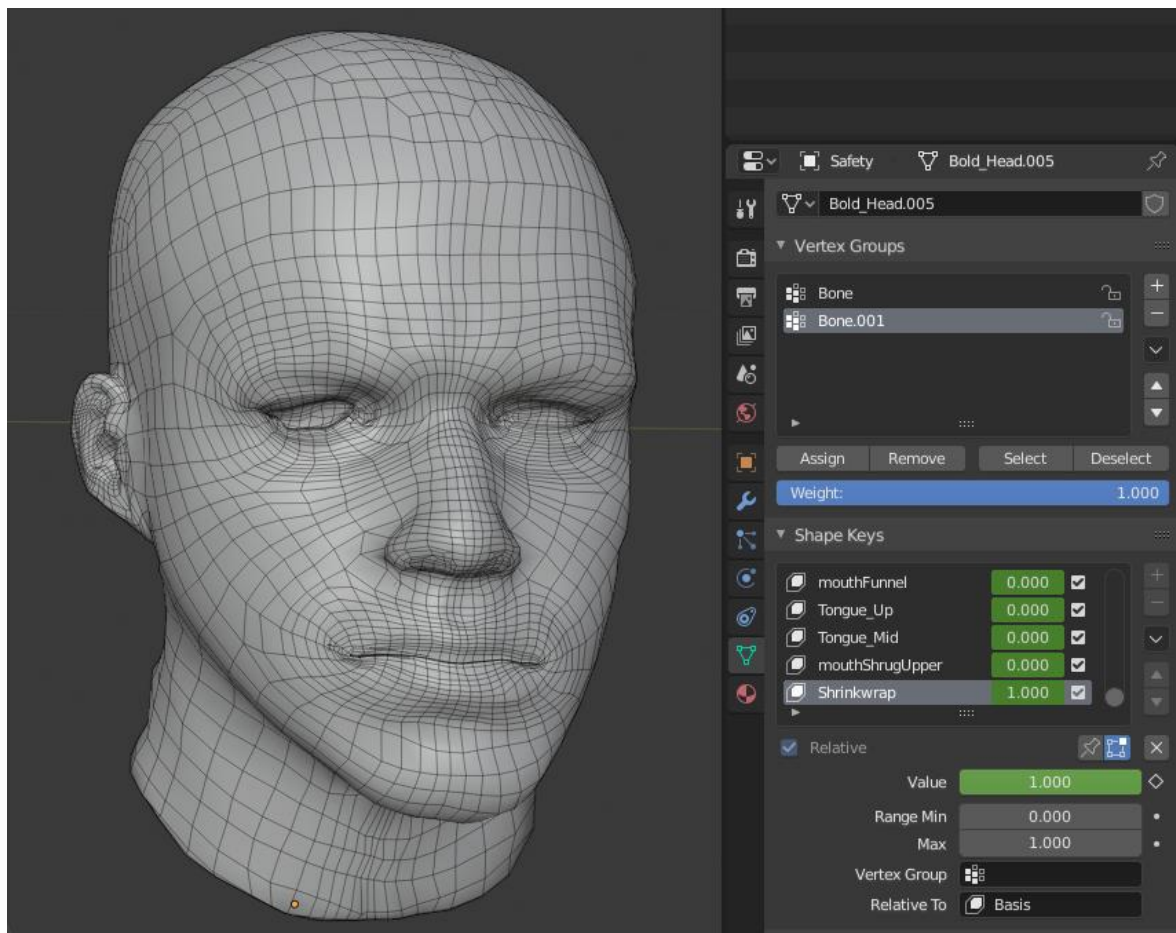 Safety Bold_Head.005
Bold_Head.005
Vertex Groups
Bone
Bone.001
Assign Remove Select Deselect
Weight: 1.000
Shape Keys
mouthFunnel 0.000
Tongue_Up 0.000
Tongue_Mid 0.000
mouthShrugUpper 0.000
Shrinkwrap 1.000
Relative
Value 1.000
Range Min 0.000
Max 1.000
Vertex Group
Relative To Basis